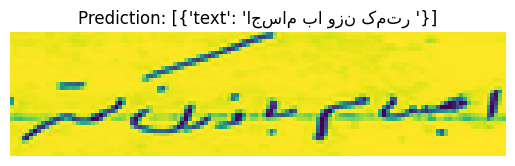 Prediction: [{'text': 'اجسام با وزن کمتر '}]
اجسام با وزن کمتر